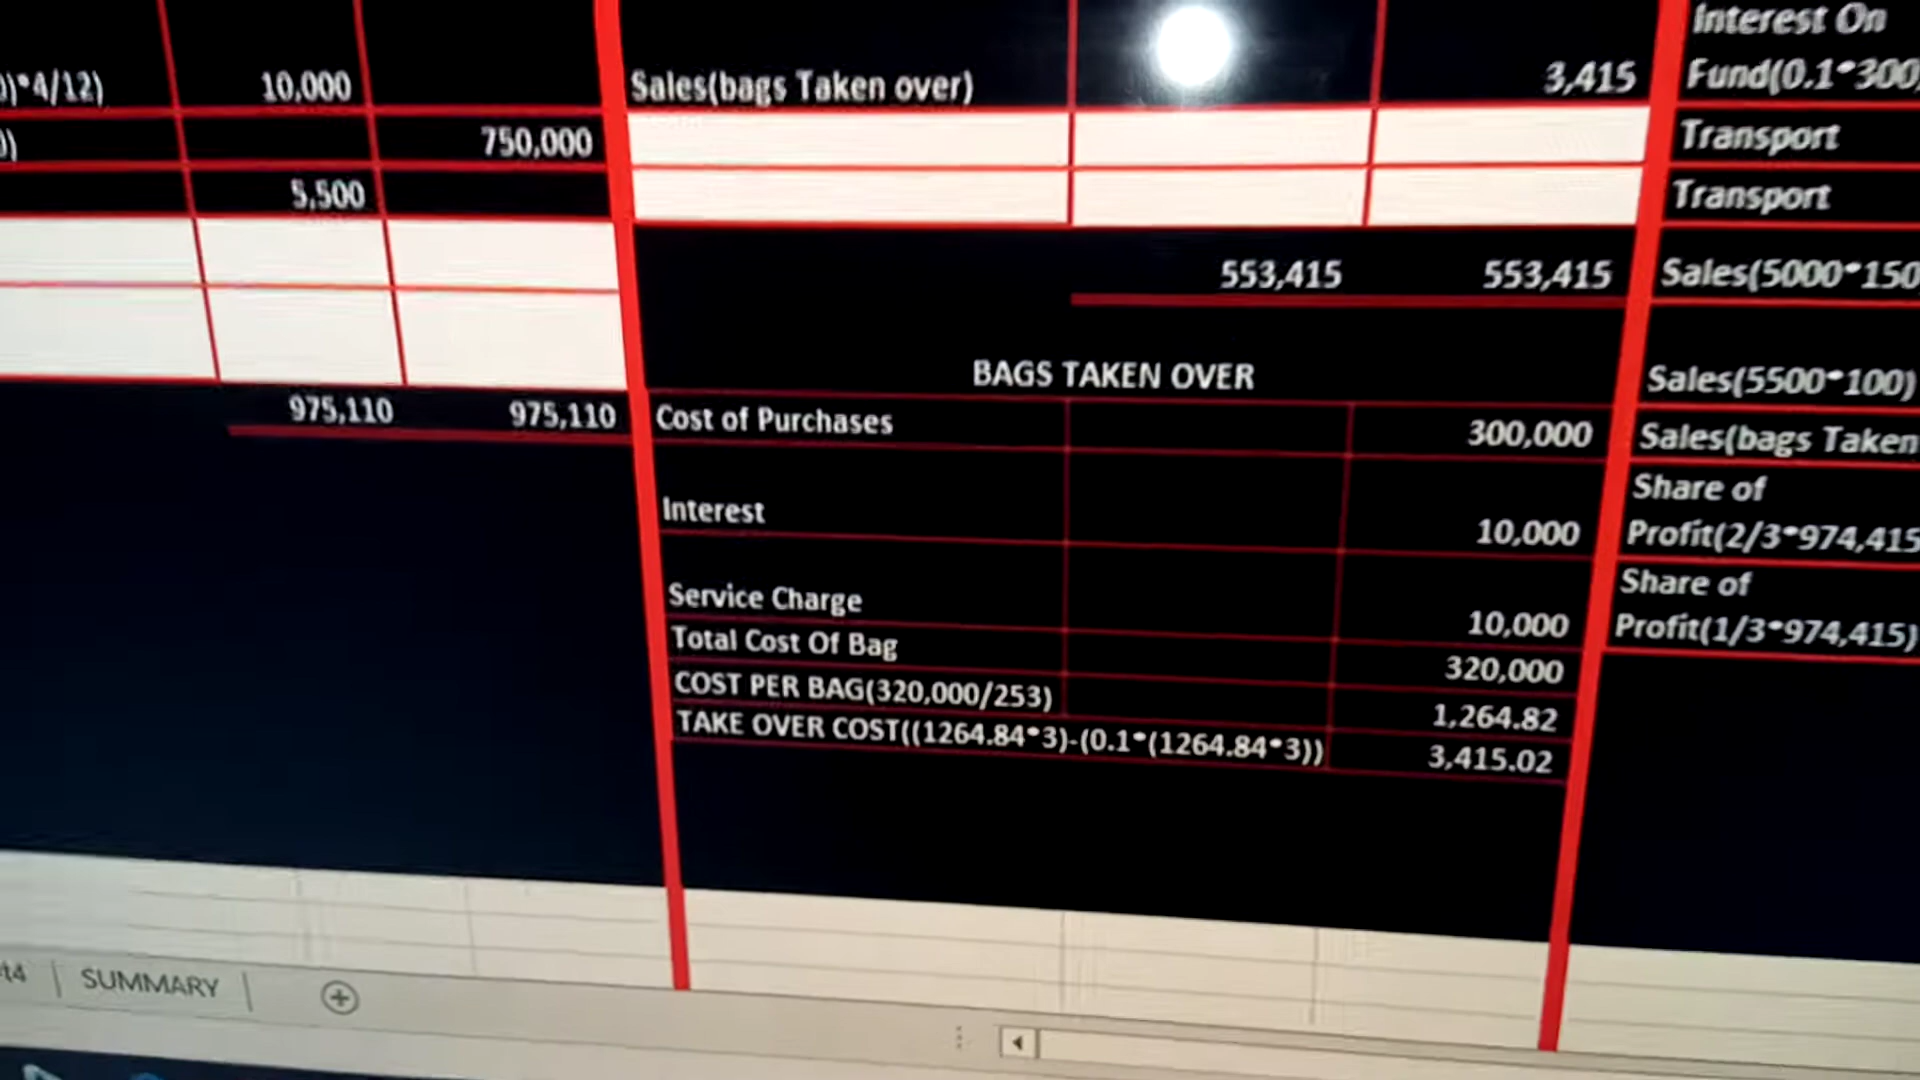 )*4/12)
10,000
750,000
5,500
975,110
975,110
Sales(bags Taken over)
3,415
553,415
553,415
BAGS TAKEN OVER
Cost of Purchases
300,000
Interest
10,000
Service Charge
10,000
Total Cost Of Bag
320,000
COST PER BAG(320,000/253)
1,264.82
TAKE OVER COST((1264.84*3)-(0.1*(1264.84*3))
3,415.02
Interest On
Fund(0.1*300,
Transport
Transport
Sales(5000*150
Sales(5500*100)
Sales(bags Taken
Share of
Profit(2/3*974,415
Share of
Profit(1/3*974,415)
t4
SUMMARY